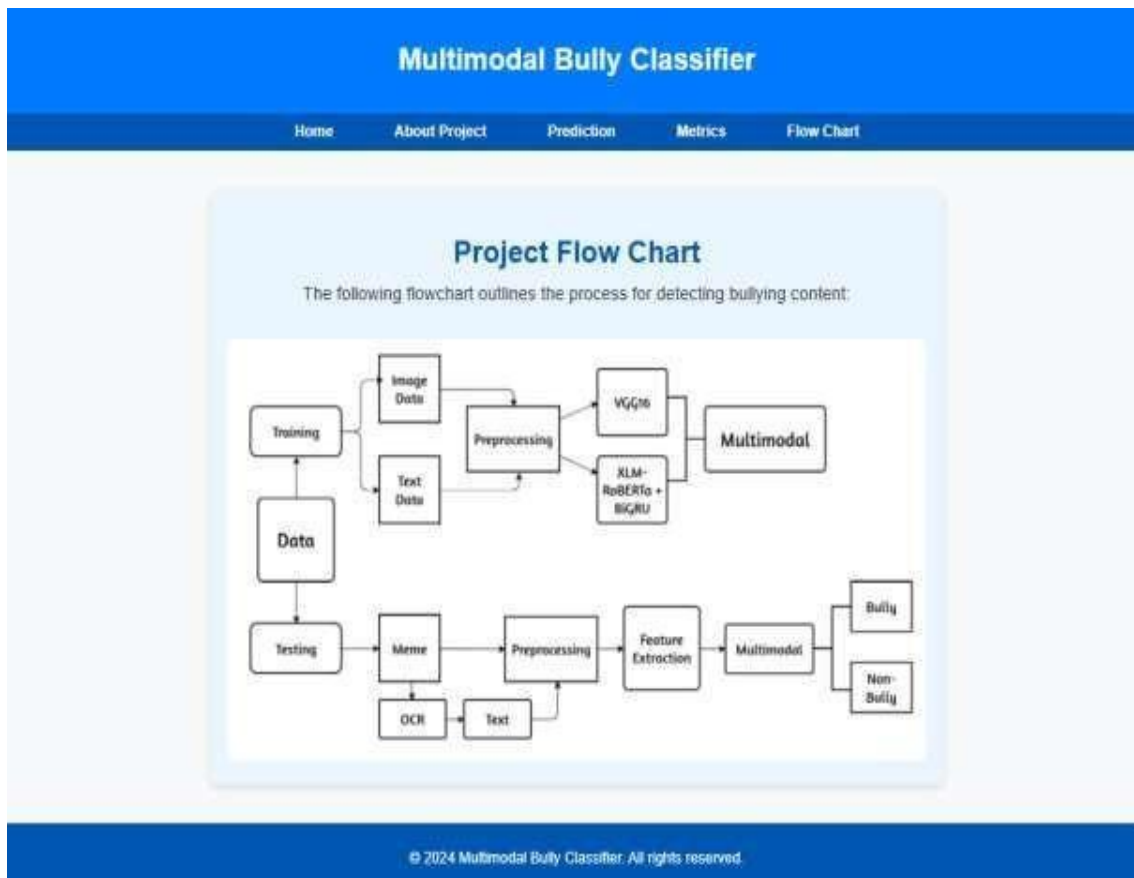 Multimodal Bully Classifier
Home About Project Prediction Metrics Flow Chart
Project Flow Chart
The following flowchart outlines the process for detecting bullying content:
Image
Data
Training
Preprocessing
VGG16
Multimodal
Text
Data
XLM-
RoBERTa +
BiGRU
Data
Testing
Meme
Preprocessing
Feature
Extraction
Multimodal
Bully
Non-
Bully
OCR
Text
© 2024 Multimodal Bully Classifier. All rights reserved.